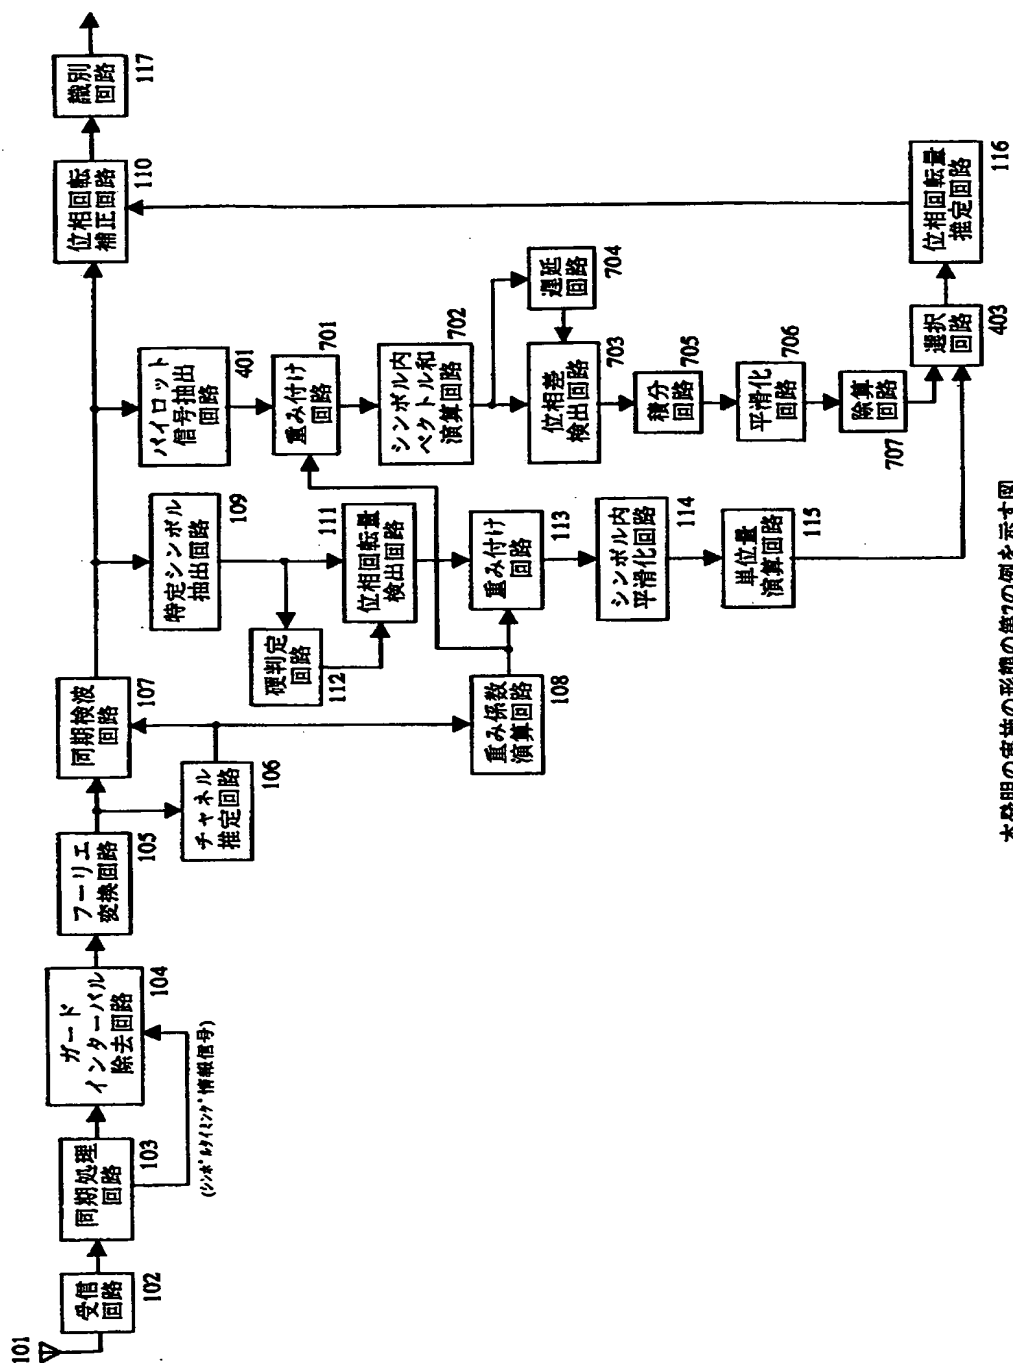 101
受信
回路
102
同期処理
回路
103
(シンボルタイミング情報信号)
ガード
インターバル
除去回路
104
フーリエ
変換回路
105
チャネル
推定回路
106
同期検波
回路
107
重み係数
演算回路
108
特定シンボル
抽出回路
109
硬判定
回路
112
位相回転量
検出回路
111
重み付け
回路
113
シンボル内
平滑化回路
114
単位量
演算回路
115
パイロット
信号抽出
回路
401
重み付け
回路
701
シンボル内
ベクトル和
演算回路
702
遅延
回路
704
位相差
検出回路
703
積分
回路
705
平滑化
回路
706
除算
回路
707
選択
回路
403
位相回転量
推定回路
116
位相回転
補正回路
110
識別
回路
117
本発明の実施の形態の第7の例を示す図